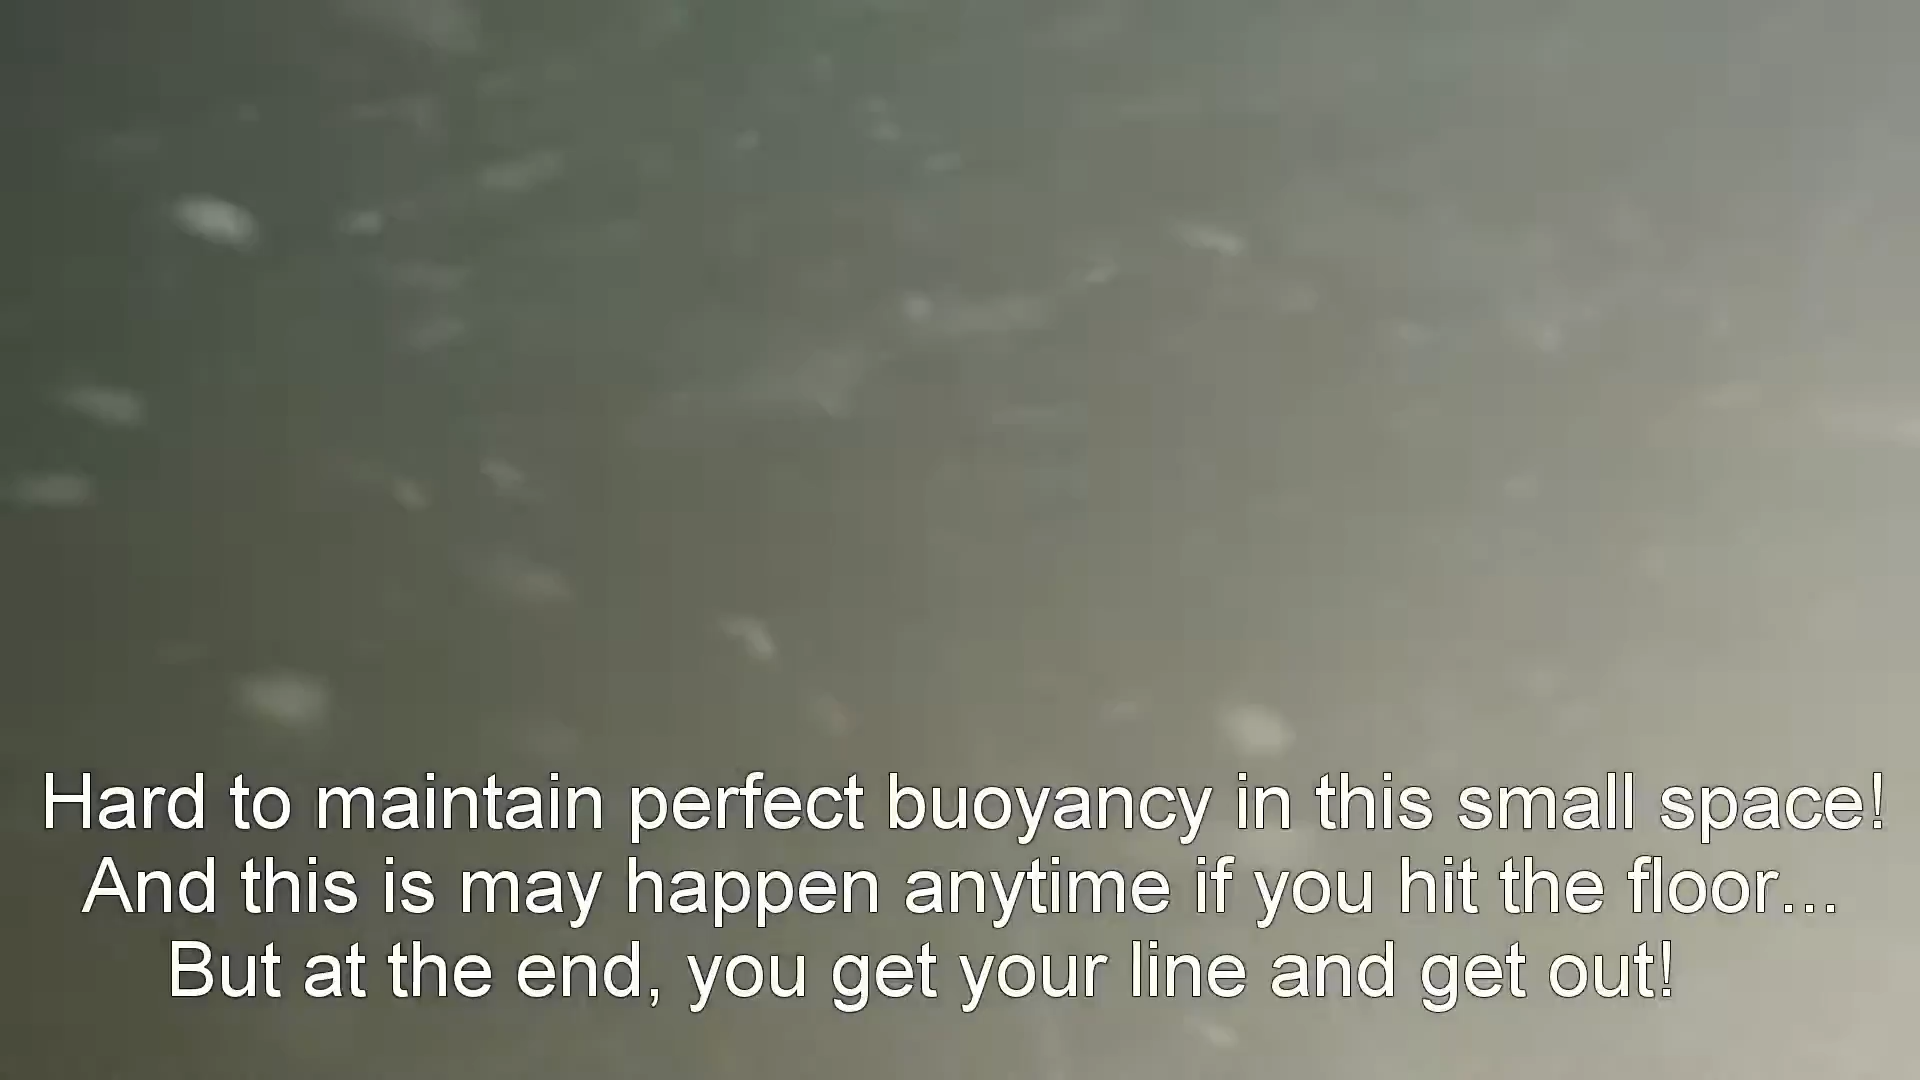 Hard to maintain perfect buoyancy in this small space!
And this is may happen anytime if you hit the floor...
But at the end, you get your line and get out!